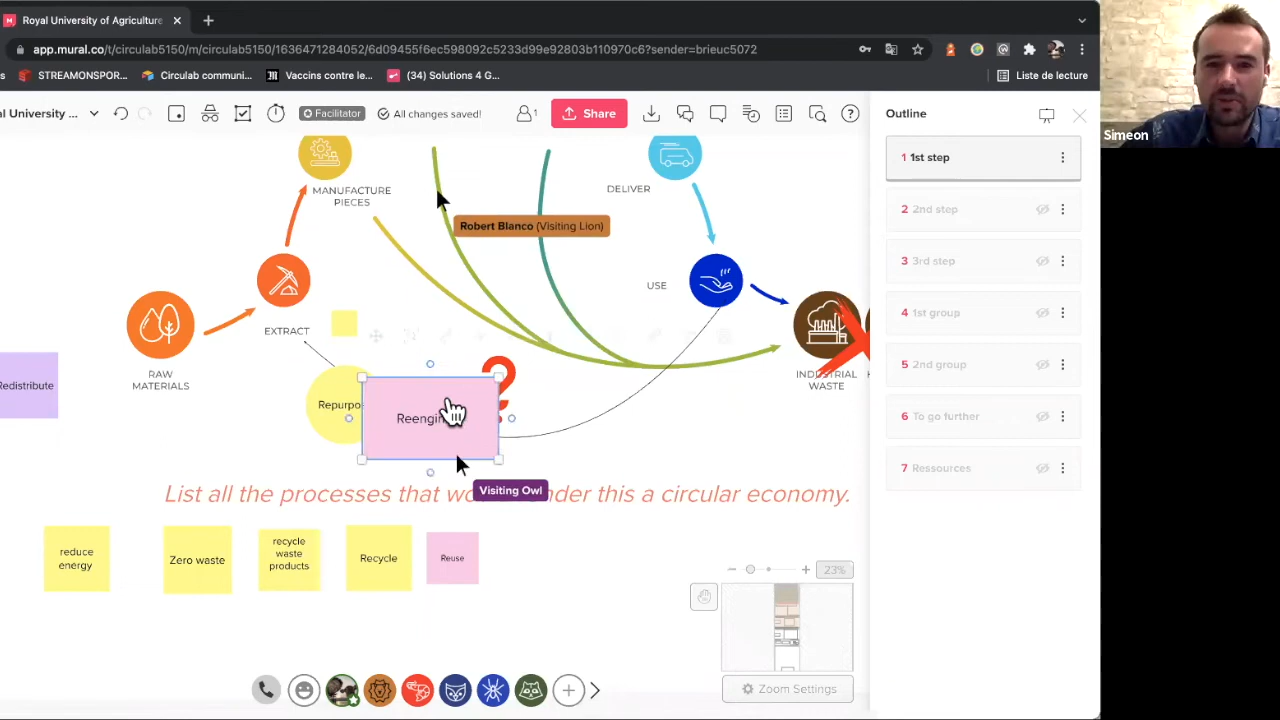 Royal University of Agriculture
app.mural.co/t/circulab5150/m/circulab5150/1636471284052/6d09455f6ec598092c5233d99e92803b110970c6?sender=brieuc5072
STREAMONSPOR...
Circulab communi...
Vaccins contre le...
(34) Solutions 4 G...
Liste de lecture
al University ...
Facilitator
All changes saved!
1
Share
Outline
Simeon
1 1st step
2 2nd step
3 3rd step
4 1st group
5 2nd group
6 To go further
7 Ressources
MANUFACTURE
PIECES
DELIVER
Robert Blanco (Visiting Lion)
USE
EXTRACT
RAW
MATERIALS
INDUSTRIAL
WASTE
Redistribute
Repurpo
?
List all the processes that wo
nder this a circular economy.
Visiting Owl
reduce
energy
Zero waste
recycle
waste
products
Recycle
Reuse
23%
Zoom Settings